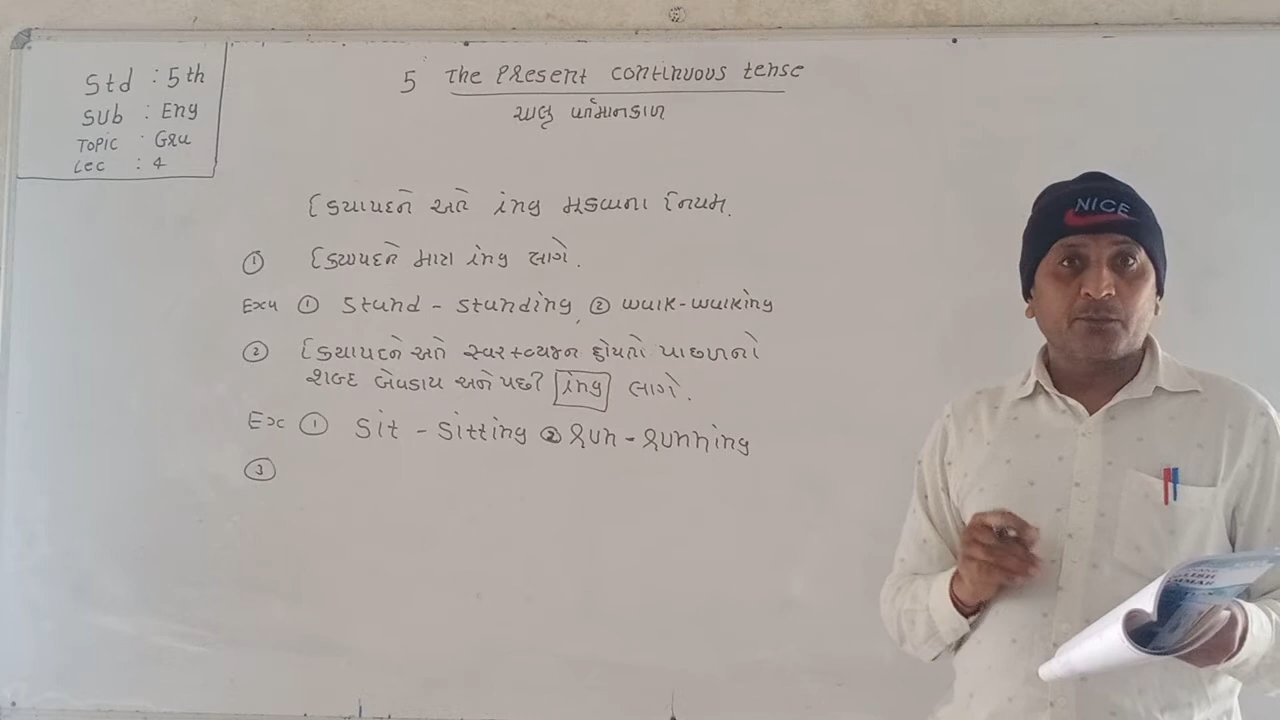 Std : 5th
Sub : Eng
Topic : Gra
Lec : 4
5 The Present continuous tense
ચાલુ વર્તમાનકાળ
ક્રિયાપદને અંતે ing મૂકવાના નિયમ.
① ક્રિયાપદને મારા ing લાગે.
Exa ① Stand - Standing, ② walk - walking
② ક્રિયાપદને અંતે સ્વર+વ્યંજન હોયતો પાછળનો
શબ્દ બેવડાય અને પછી ing લાગે.
Ex ① Sit - Sitting ② Run - Running
③
NICE